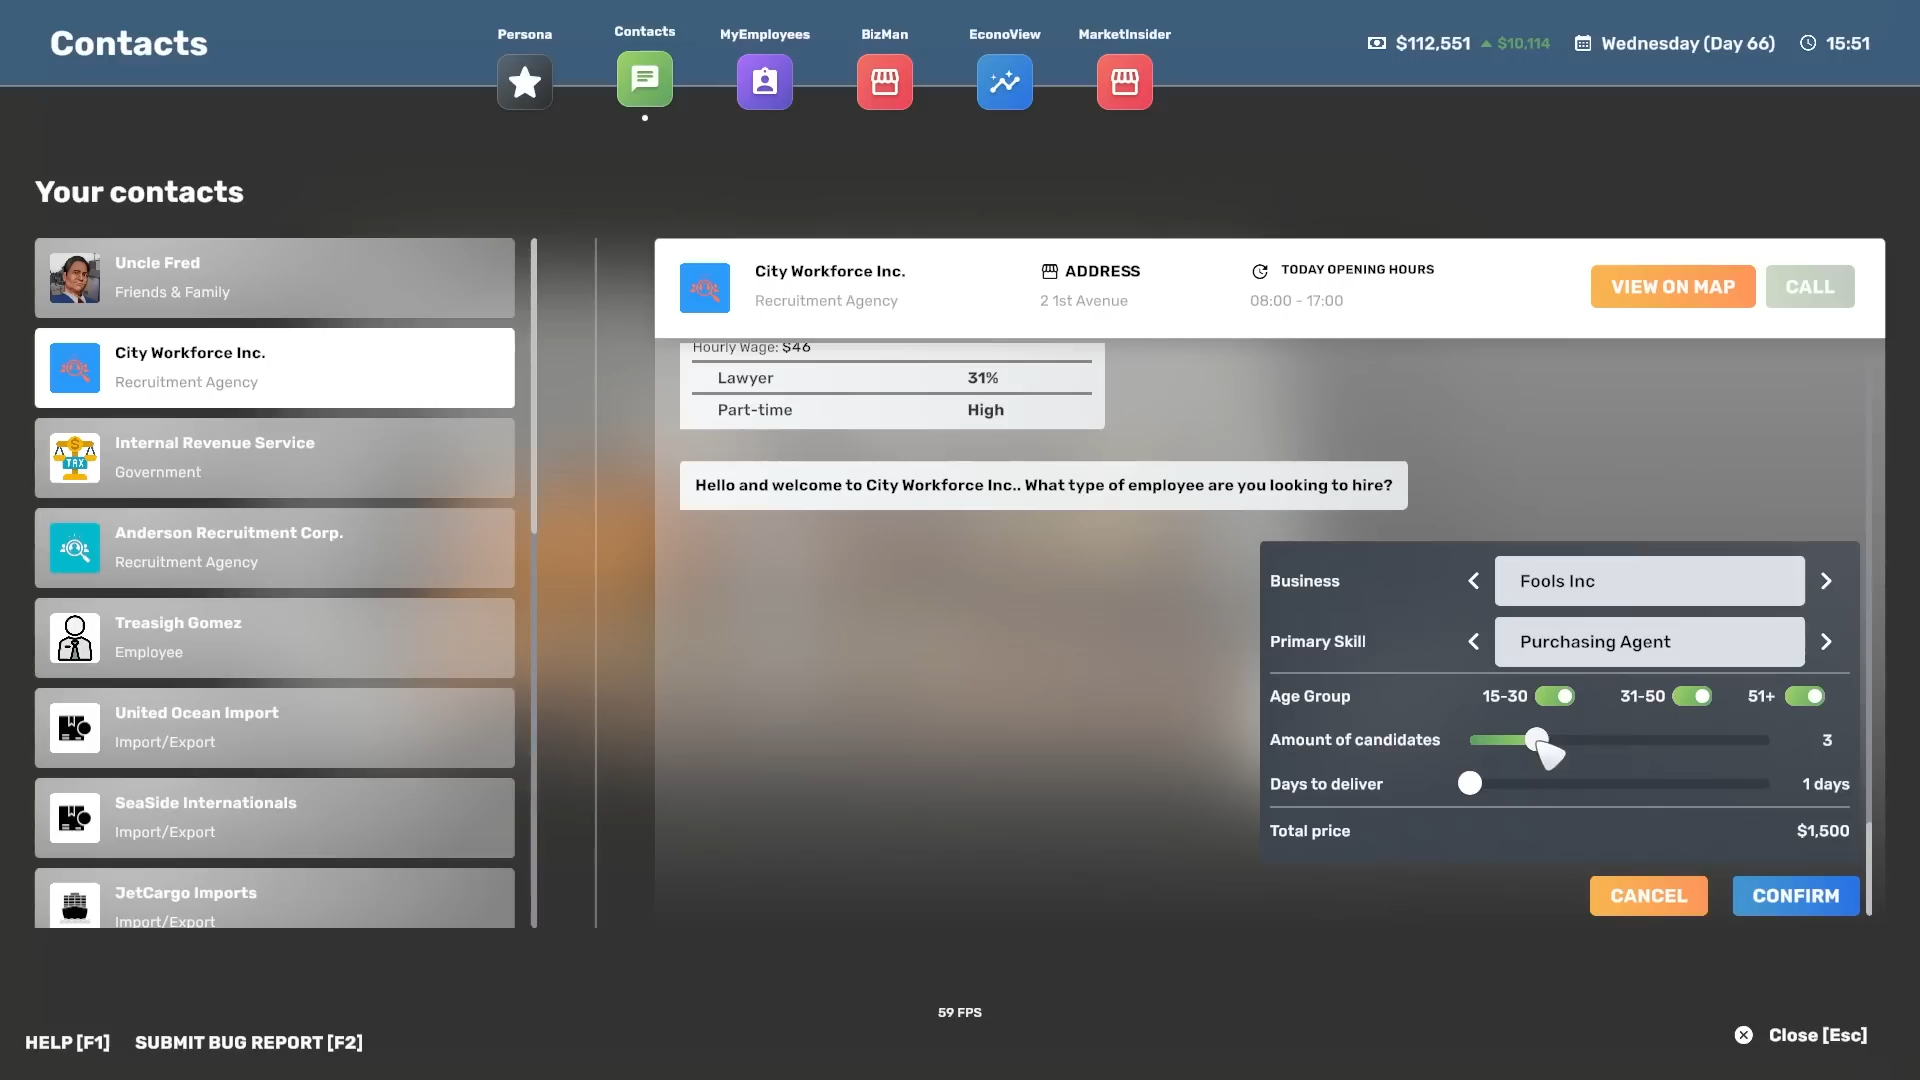 Contacts
Persona
Contacts
MyEmployees
BizMan
EconoView
MarketInsider
$112,551 $10,114
Wednesday (Day 66)
15:51
Your contacts
Uncle Fred
Friends & Family
City Workforce Inc.
Recruitment Agency
Internal Revenue Service
Government
TAX
Anderson Recruitment Corp.
Recruitment Agency
Treasigh Gomez
Employee
United Ocean Import
Import/Export
SeaSide Internationals
Import/Export
JetCargo Imports
Import/Export
City Workforce Inc.
Recruitment Agency
ADDRESS
2 1st Avenue
TODAY OPENING HOURS
08:00 - 17:00
VIEW ON MAP
CALL
Hourly Wage: $46
Lawyer 31%
Part-time High
Hello and welcome to City Workforce Inc.. What type of employee are you looking to hire?
Business Fools Inc
Primary Skill Purchasing Agent
Age Group 15-30 31-50 51+
Amount of candidates 3
Days to deliver 1 days
Total price $1,500
CANCEL
CONFIRM
59 FPS
HELP [F1]
SUBMIT BUG REPORT [F2]
Close [Esc]